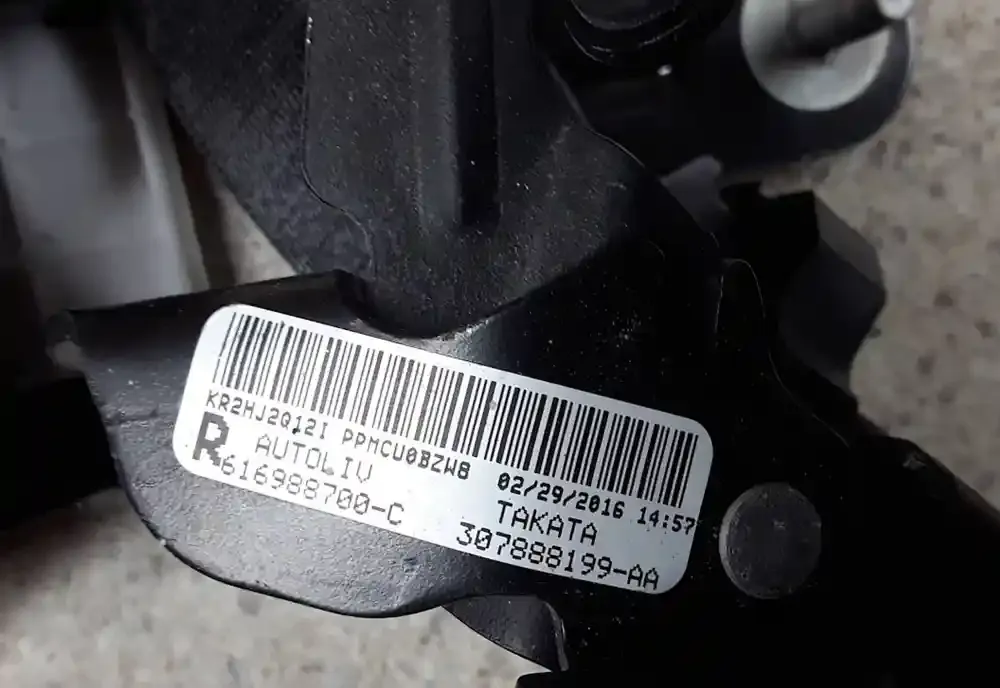 KR2HJ2Q12I PPMCU0BZW8 02/29/2016 14:57
R AUTOLIV TAKATA
616988700-C 307888199-AA